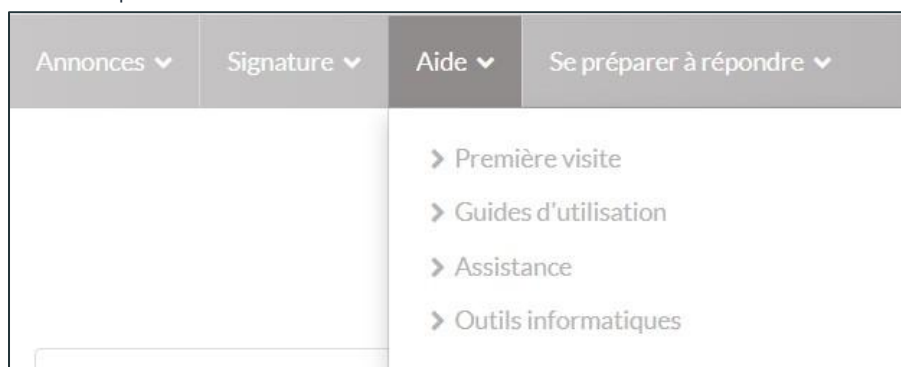 Annonces Signature Aide Se préparer à répondre
Première visite
Guides d'utilisation
Assistance
Outils informatiques